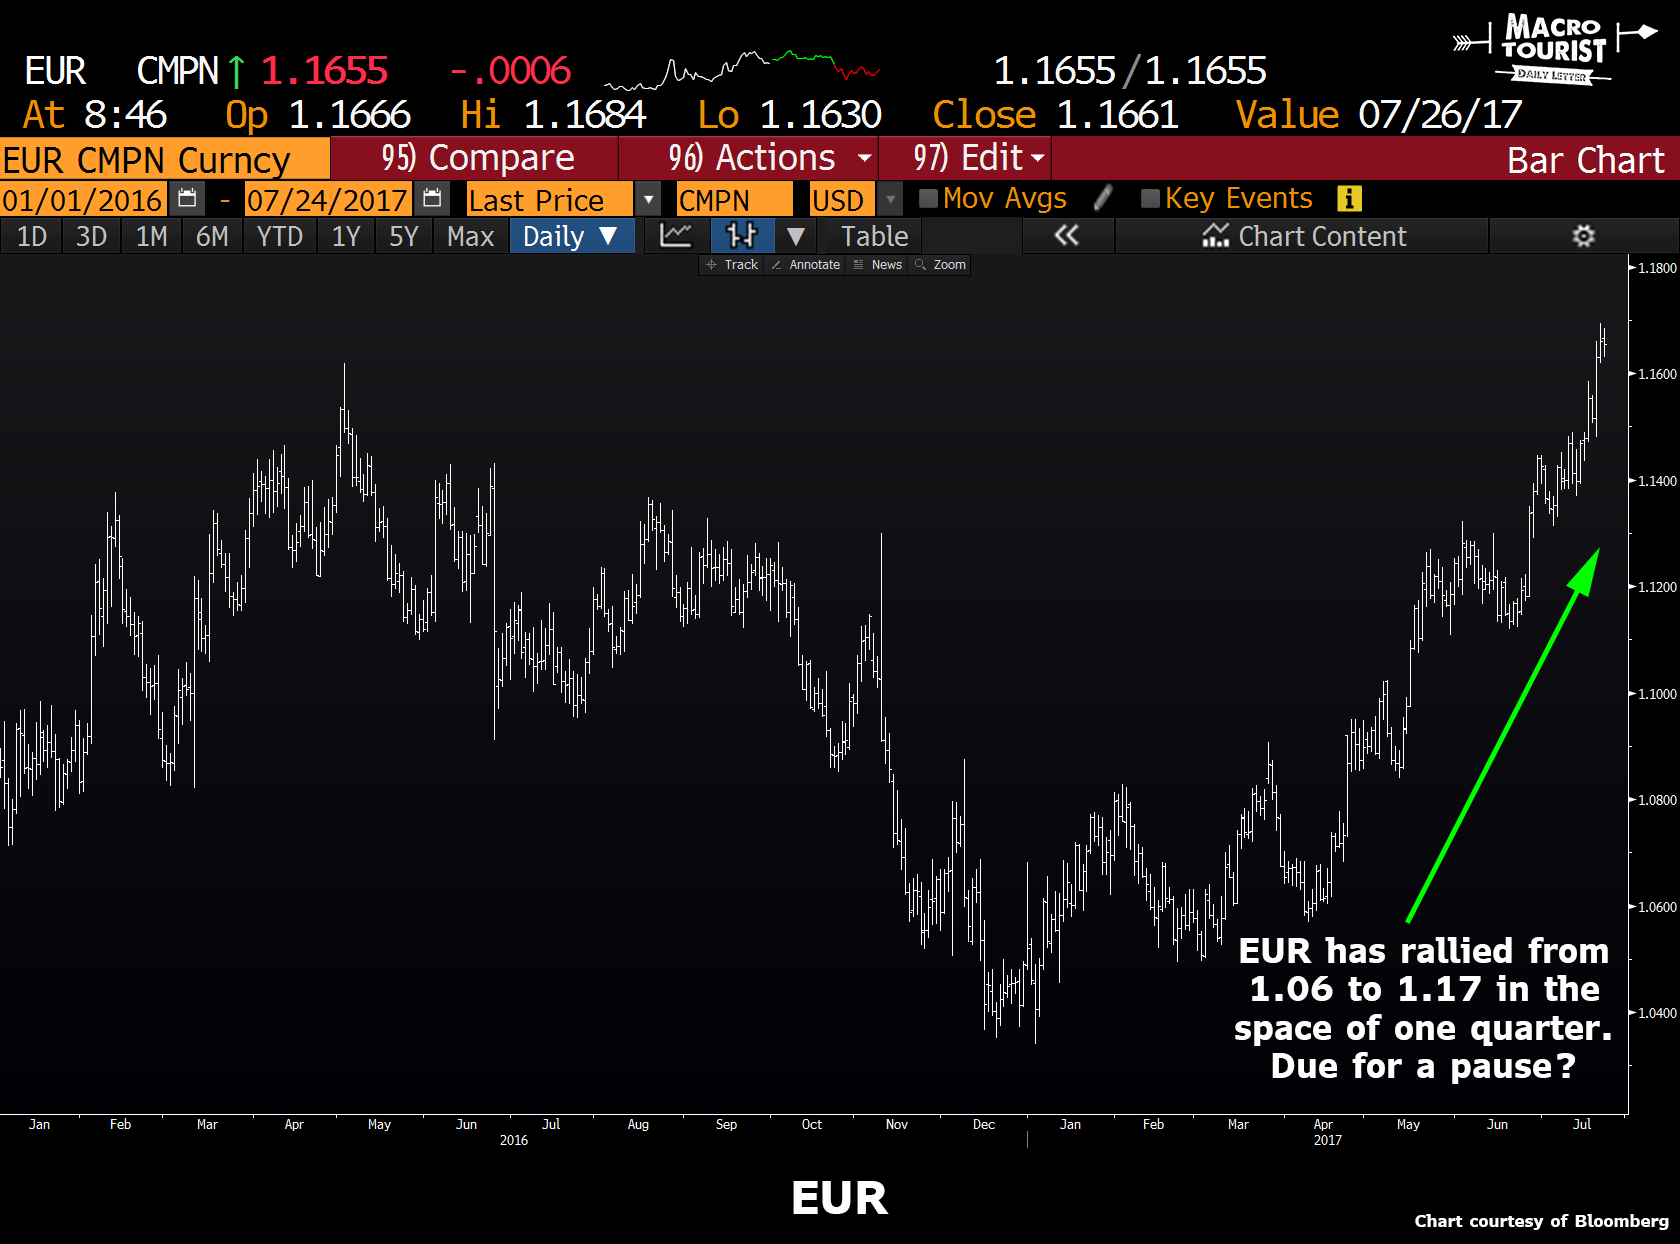 MACRO
TOURIST
DAILY LETTER
EUR CMPN↑ 1.1655 -.0006 1.1655/1.1655
At 8:46 Op 1.1666 Hi 1.1684 Lo 1.1630 Close 1.1661 Value 07/26/17
EUR CMPN Curncy 95) Compare 96) Actions 97) Edit Bar Chart
01/01/2016 - 07/24/2017 Last Price CMPN USD Mov Avgs Key Events i
1D 3D 1M 6M YTD 1Y 5Y Max Daily ▼ ▼ Table « Chart Content
Track Annotate News Zoom
1.1800
1.1600
1.1400
1.1200
1.1000
1.0800
1.0600
1.0400
EUR has rallied from
1.06 to 1.17 in the
space of one quarter.
Due for a pause?
Jan Feb Mar Apr May Jun Jul Aug Sep Oct Nov Dec Jan Feb Mar Apr May Jun Jul
2016 2017
EUR
Chart courtesy of Bloomberg